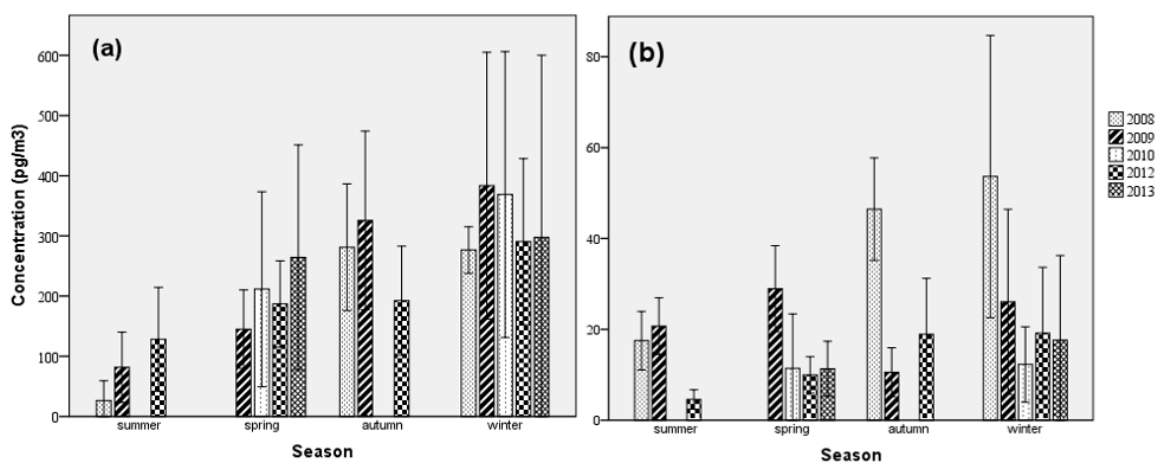 (a)
600
500
400
300
200
100
0
Concentration (pg/m3)
summer spring autumn winter
Season
(b)
80
60
40
20
0
summer spring autumn winter
Season
2008
2009
2010
2012
2013